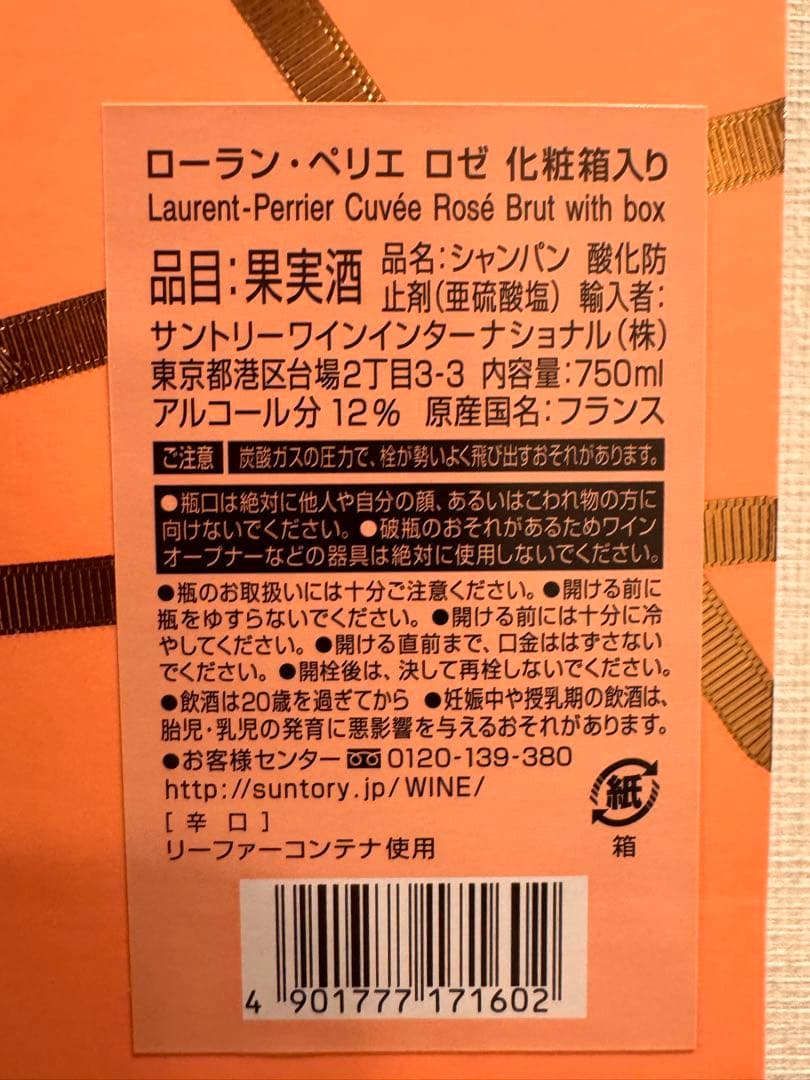 ローラン・ペリエ ロゼ 化粧箱入り
Laurent-Perrier Cuvée Rosé Brut with box
品目:果実酒 品名:シャンパン 酸化防
止剤(亜硫酸塩) 輸入者:
サントリーワインインターナショナル(株)
東京都港区台場2丁目3-3 内容量:750ml
アルコール分12% 原産国名:フランス
ご注意 炭酸ガスの圧力で、栓が勢いよく飛び出すおそれがあります。
●瓶口は絶対に他人や自分の顔、あるいはこわれ物の方に
向けないでください。●破瓶のおそれがあるためワイン
オープナーなどの器具は絶対に使用しないでください。
●瓶のお取扱いには十分ご注意ください。●開ける前に
瓶をゆすらないでください。●開ける前には十分に冷
やしてください。●開ける直前まで、口金ははずさない
でください。●開栓後は、決して再栓しないでください。
●飲酒は20歳を過ぎてから ●妊娠中や授乳期の飲酒は、
胎児・乳児の発育に悪影響を与えるおそれがあります。
●お客様センター 0120-139-380
http://suntory.jp/WINE/
[辛口]
リーファーコンテナ使用
紙
箱
4 901777 171602